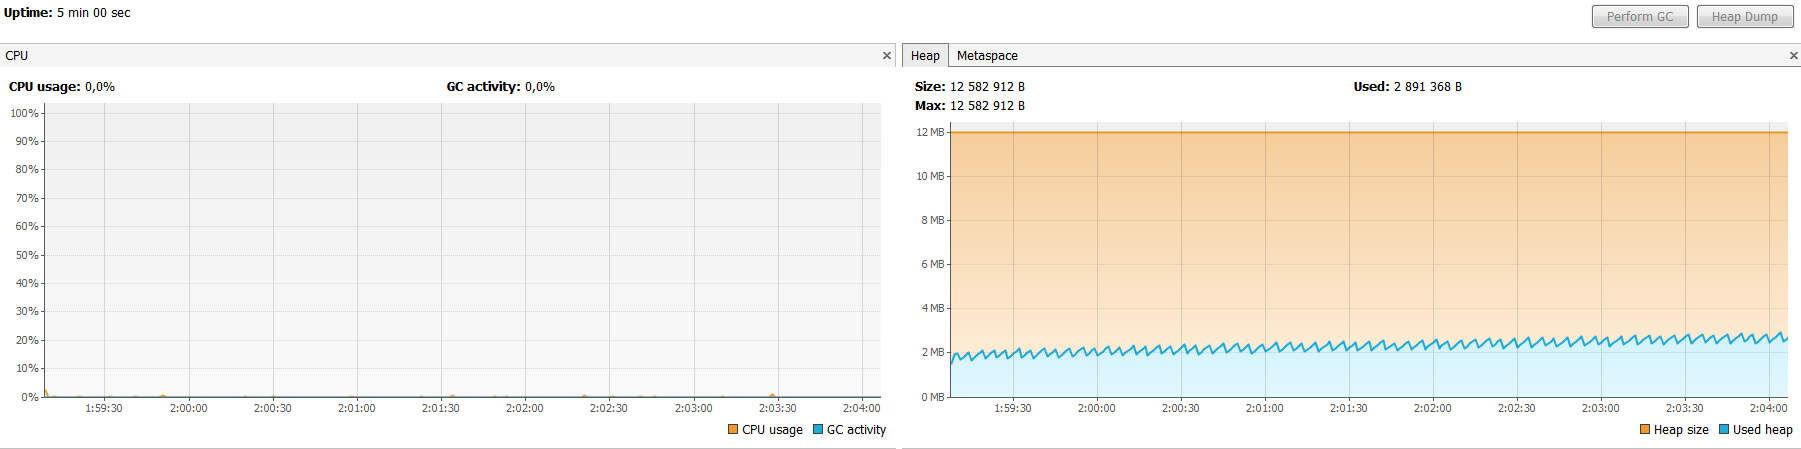 Uptime: 5 min 00 sec
Perform GC
Heap Dump
CPU
CPU usage: 0,0%
GC activity: 0,0%
100%
90%
80%
70%
60%
50%
40%
30%
20%
10%
0%
1:59:30
2:00:00
2:00:30
2:01:00
2:01:30
2:02:00
2:02:30
2:03:00
2:03:30
2:04:00
CPU usage
GC activity
Heap
Metaspace
Size: 12 582 912 B
Used: 2 891 368 B
Max: 12 582 912 B
12 MB
10 MB
8 MB
6 MB
4 MB
2 MB
0 MB
1:59:30
2:00:00
2:00:30
2:01:00
2:01:30
2:02:00
2:02:30
2:03:00
2:03:30
2:04:00
Heap size
Used heap